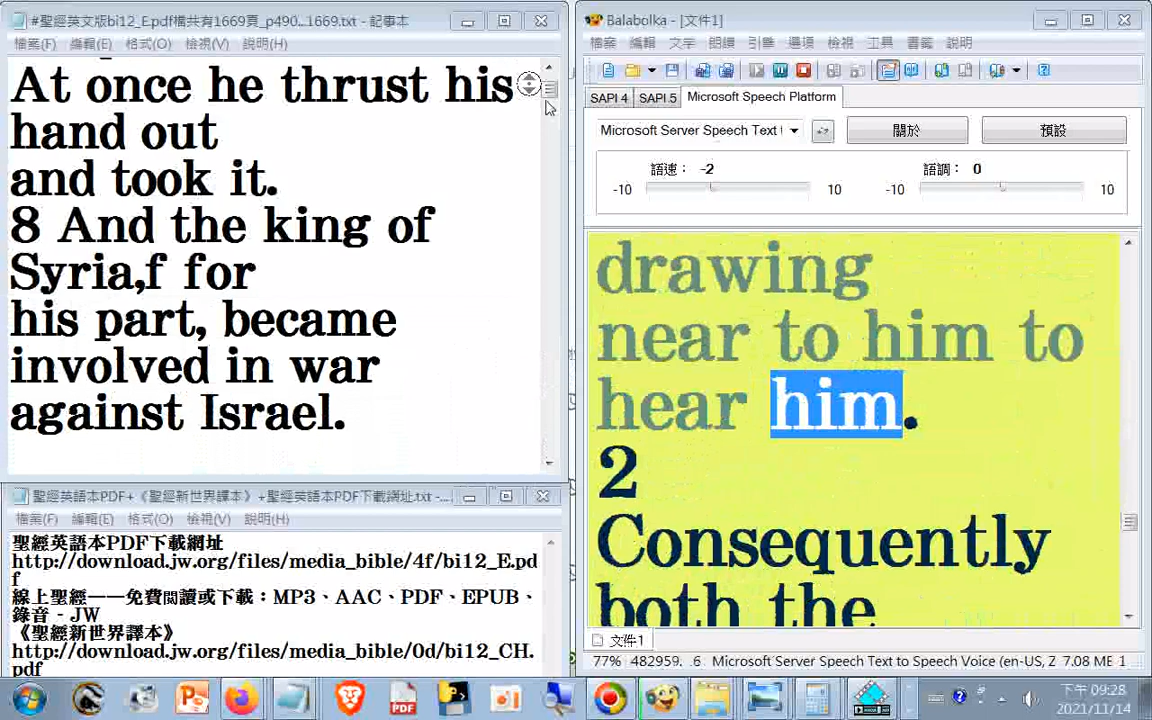 #聖經英文版bi12_E.pdf檔共有1669頁_p490...1669.txt - 記事本
檔案(F) 編輯(E) 格式(O) 檢視(V) 說明(H)
At once he thrust his
hand out
and took it.
8 And the king of
Syria,f for
his part, became
involved in war
against Israel.
聖經英語本PDF+《聖經新世界譯本》+聖經英語本PDF下載網址.txt -...
檔案(F) 編輯(E) 格式(O) 檢視(V) 說明(H)
聖經英語本PDF下載網址
http://download.jw.org/files/media_bible/4f/bi12_E.pd
f
線上聖經——免費閱讀或下載：MP3、AAC、PDF、EPUB、
錄音 - JW
《聖經新世界譯本》
http://download.jw.org/files/media_bible/0d/bi12_CH.
pdf
Balabolka - [文件1]
檔案 編輯 文字 朗讀 引擎 選項 檢視 工具 書籤 說明
SAPI 4 SAPI 5 Microsoft Speech Platform
Microsoft Server Speech Text 關於 預設
語速： -2 語調： 0
-10 10 -10 10
drawing
near to him to
hear him.
2
Consequently
both the
文件1
77% 482959. .6 Microsoft Server Speech Text to Speech Voice (en-US, Z 7.08 ME 1
PDF
下午 09:28
2021/11/14